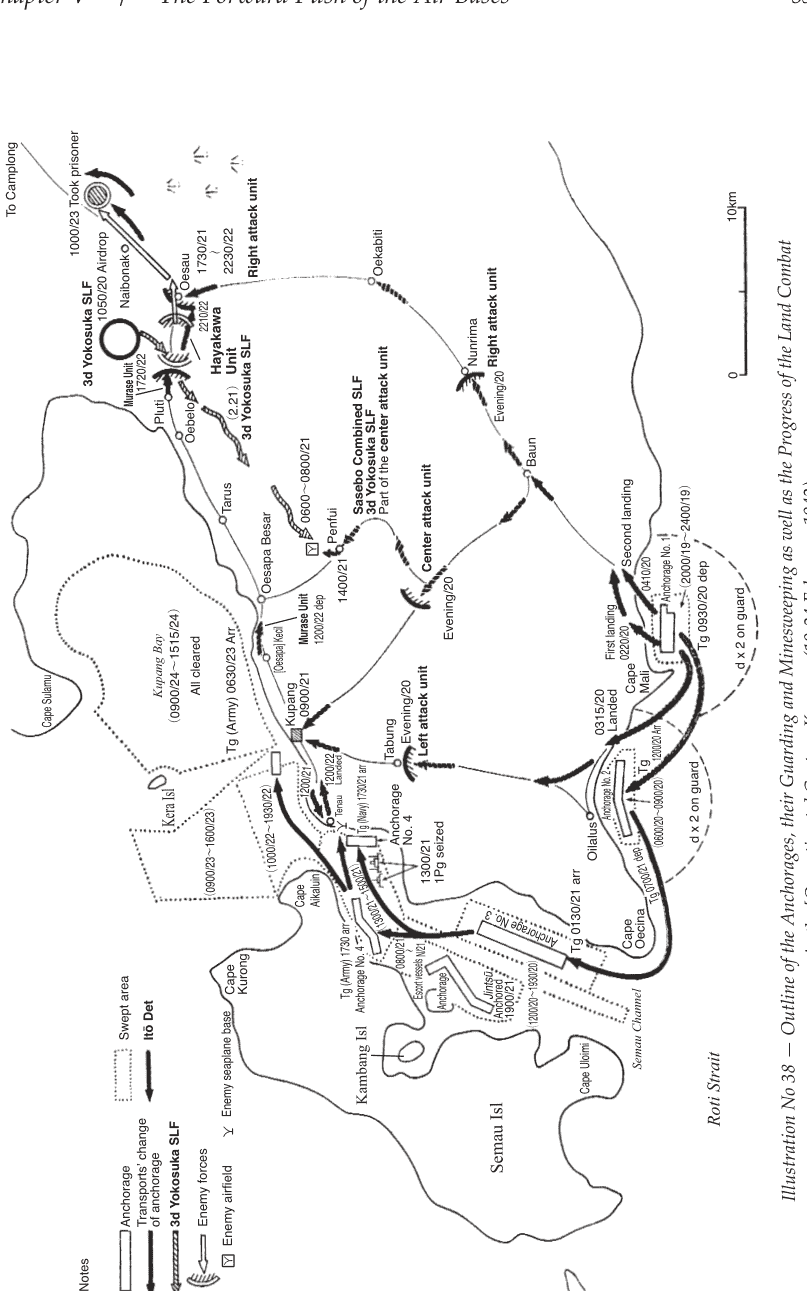 The Forward Push of the Air Bases
To Camplong
1000/23 Took prisoner
3d Yokosuka SLF
1050/20 Airdrop
Naibonak
Oesau
1730/21
~
2230/22
Right attack unit
2210/22
Murase Unit
1720/22
Pluti
Oebelo
Hayakawa
Unit
(2.21)
3d Yokosuka SLF
Oekabiti
Nunrima
Right attack unit
Evening/20
Baun
10km
0
Tarus
Oesapa Besar
0600~0800/21
Penfui
1400/21
Sasebo Combined SLF
3d Yokosuka SLF
Part of the center attack unit
Center attack unit
Evening/20
Murase Unit
1200/22 dep
Oesapa Kecil
Cape Sulamu
Kupang Bay
(0900/24~1515/24)
All cleared
Tg (Army) 0630/23 Arr
Kupang
0900/21
Kera Isl
(0900/23~1600/23)
(1000/22~1930/22)
1200/21
1200/22
Landed
Tenau
Tg (Navy) 1730/21 arr
Anchorage
No. 4
1300/21
1Pg seized
Tabung
Evening/20
Left attack unit
Second landing
0410/20
Anchorage No. 1
(2000/19~2400/19)
Tg 0930/20 dep
First landing
0220/20
Cape
Mali
d x 2 on guard
0315/20
Landed
Tg
1200/20 Arr
Anchorage No. 2
(0600/20~0900/20)
Tg 0700/21 dep
Oilalus
d x 2 on guard
Cape
Oecina
Tg 0130/21 arr
Anchorage No. 3
Cape
Aikaluin
Cape
Kurong
Tg (Army) 1730 arr
Anchorage No. 4
0800/21
Escort vessels N/21
Anchorage
Jintsū
Anchored
1900/21
(1200/20~1930/20)
Kambang Isl
Cape Uloimi
Semau Channel
Semau Isl
Roti Strait
Notes
Anchorage
Swept area
Transports' change
of anchorage
Itō Det
3d Yokosuka SLF
Enemy forces
Enemy airfield
Enemy seaplane base
Illustration No 38 — Outline of the Anchorages, their Guarding and Minesweeping as well as the Progress of the Land Combat